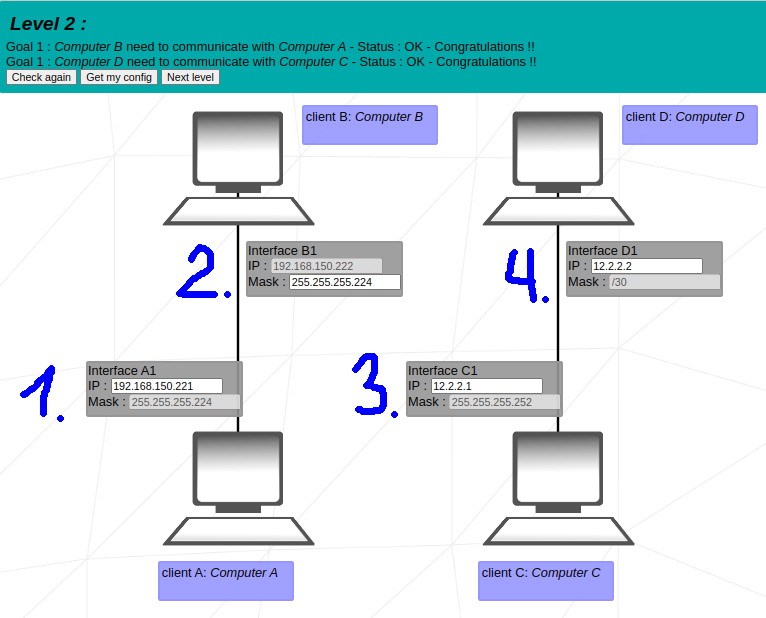 Level 2 :
Goal 1 : Computer B need to communicate with Computer A - Status : OK - Congratulations !!
Goal 1 : Computer D need to communicate with Computer C - Status : OK - Congratulations !!
Check again Get my config Next level
client B: Computer B
client D: Computer D
2.
Interface B1
IP : 192.168.150.222
Mask : 255.255.255.224
4.
Interface D1
IP : 12.2.2.2
Mask : /30
1.
Interface A1
IP : 192.168.150.221
Mask : 255.255.255.224
3.
Interface C1
IP : 12.2.2.1
Mask : 255.255.255.252
client A: Computer A
client C: Computer C